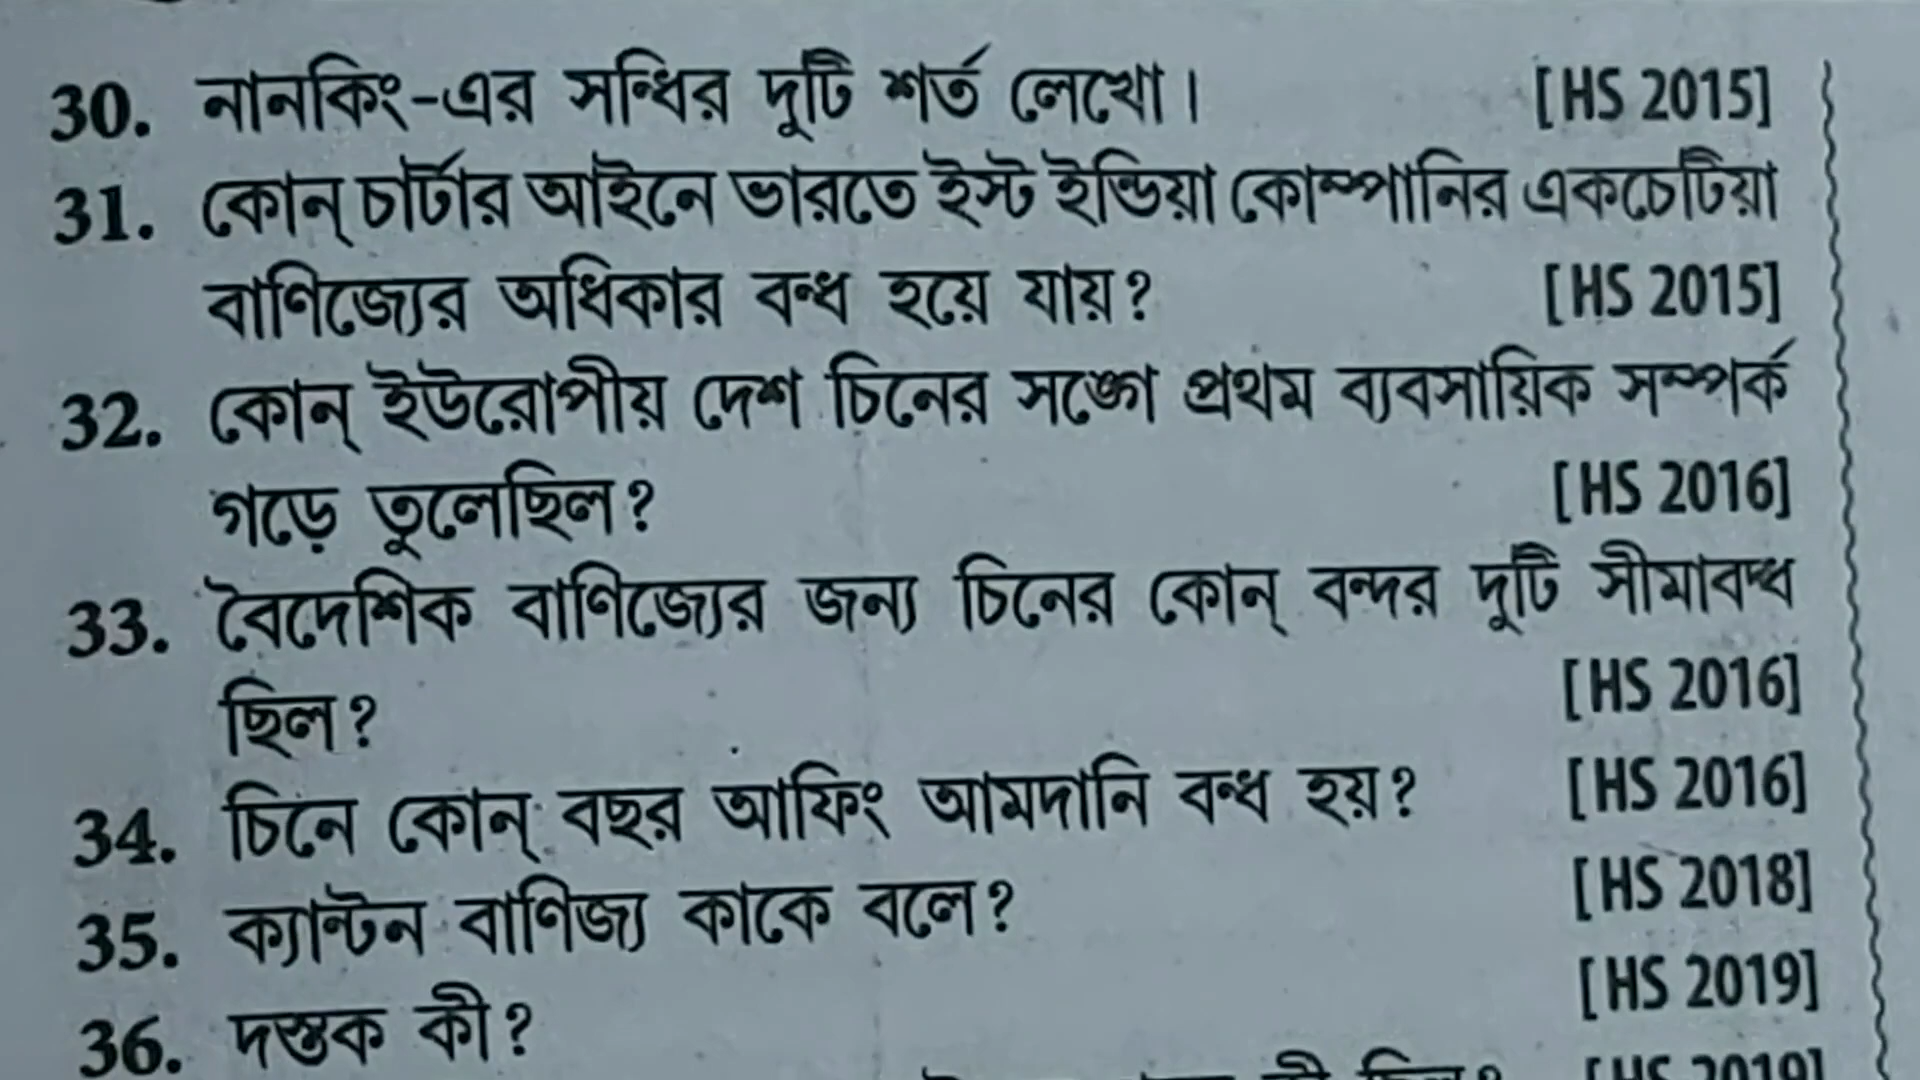 30. নানকিং-এর সন্ধির দুটি শর্ত লেখো। [HS 2015]
31. কোন্ চার্টার আইনে ভারতে ইস্ট ইন্ডিয়া কোম্পানির একচেটিয়া
বাণিজ্যের অধিকার বন্ধ হয়ে যায়? [HS 2015]
32. কোন্ ইউরোপীয় দেশ চিনের সঙ্গে প্রথম ব্যবসায়িক সম্পর্ক
গড়ে তুলেছিল? [HS 2016]
33. বৈদেশিক বাণিজ্যের জন্য চিনের কোন্ বন্দর দুটি সীমাবদ্ধ
ছিল? [HS 2016]
34. চিনে কোন্ বছর আফিং আমদানি বন্ধ হয়? [HS 2016]
35. ক্যান্টন বাণিজ্য কাকে বলে? [HS 2018]
36. দস্তক কী? [HS 2019]
[HS 2019]